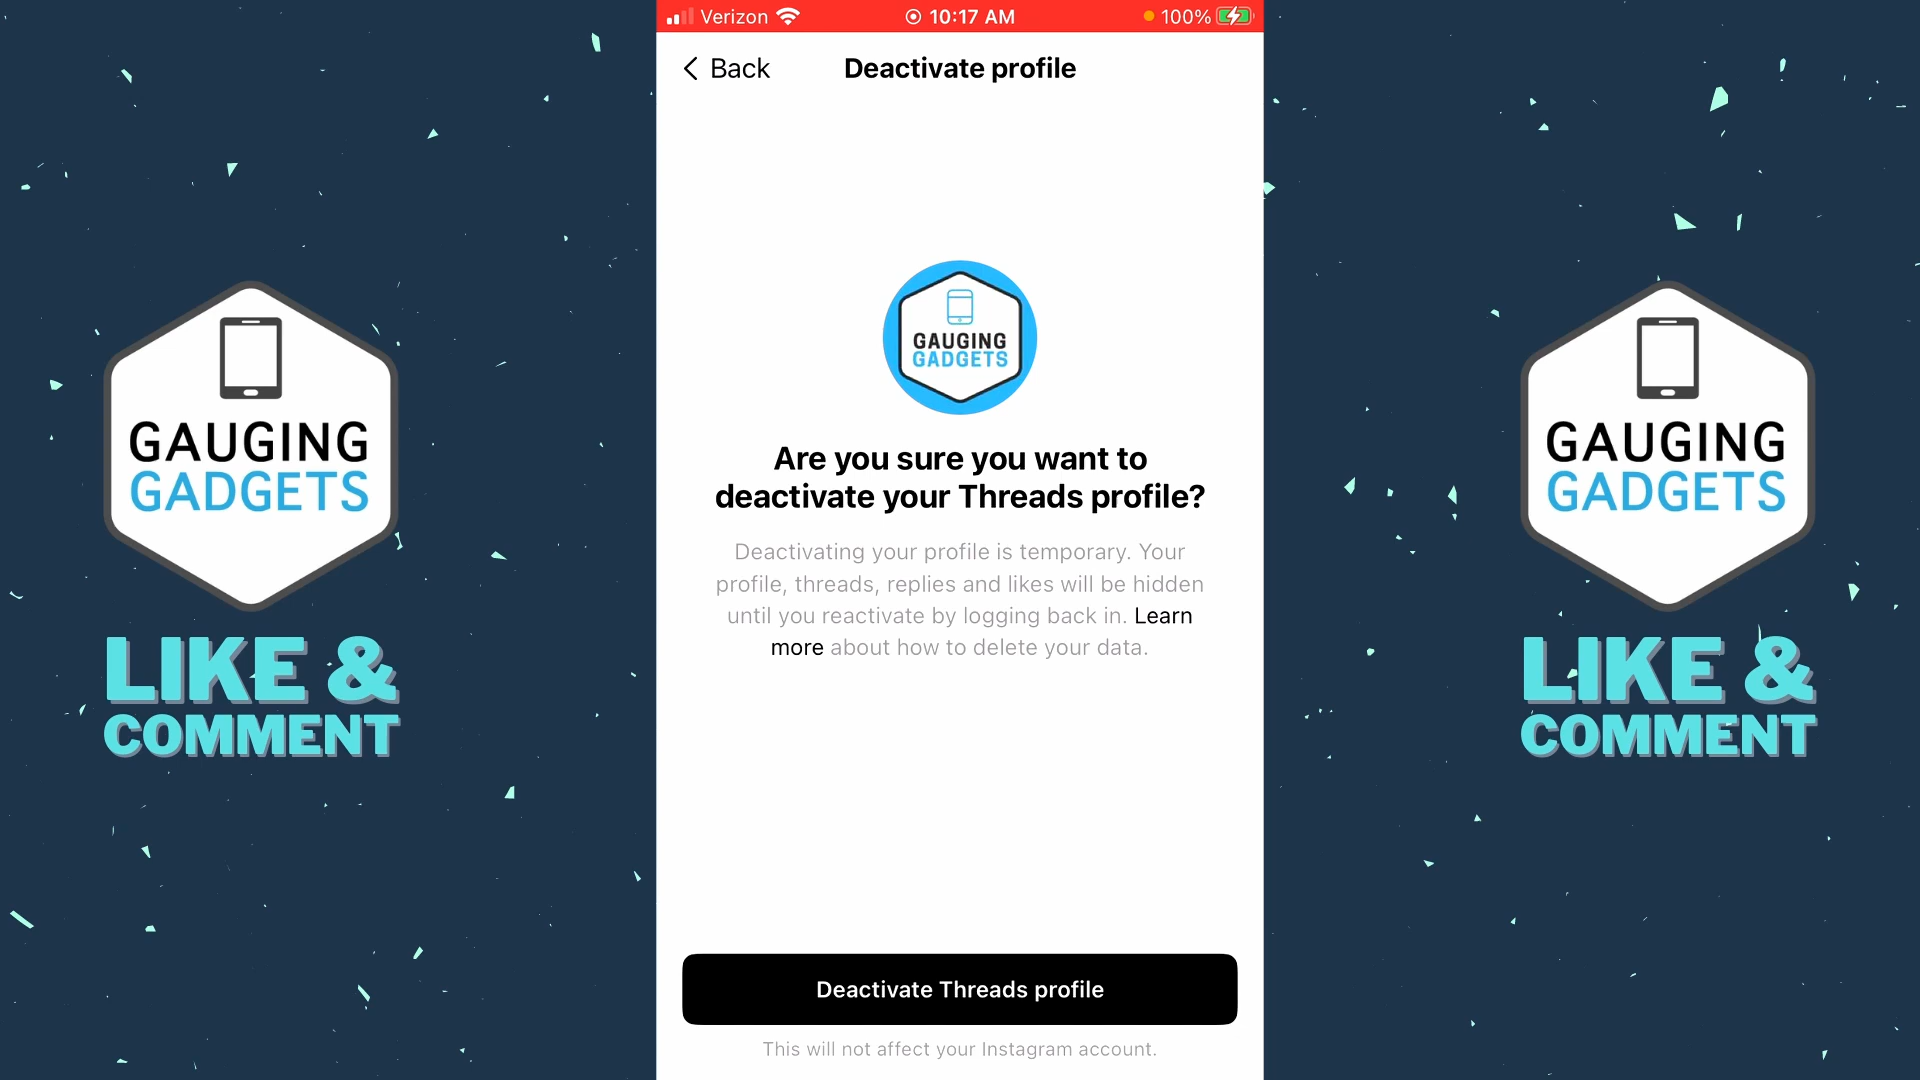 Verizon 10:17 AM 100%
Back Deactivate profile
GAUGING
GADGETS
LIKE &
COMMENT
GAUGING
GADGETS
Are you sure you want to
deactivate your Threads profile?
Deactivating your profile is temporary. Your
profile, threads, replies and likes will be hidden
until you reactivate by logging back in. Learn
more about how to delete your data.
Deactivate Threads profile
This will not affect your Instagram account.
GAUGING
GADGETS
LIKE &
COMMENT